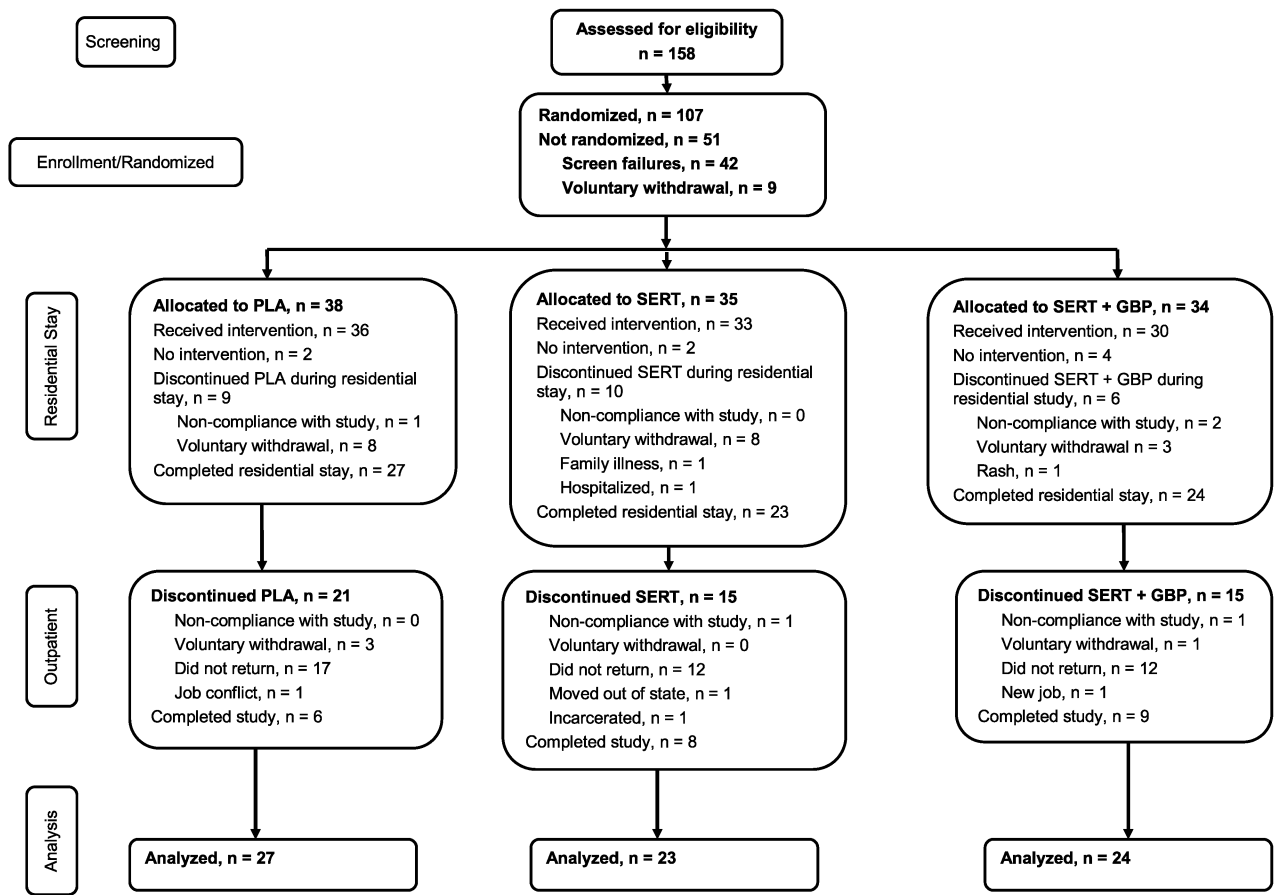 Screening
Assessed for eligibility
n = 158
Enrollment/Randomized
Randomized, n = 107
Not randomized, n = 51
Screen failures, n = 42
Voluntary withdrawal, n = 9
Residential Stay
Allocated to PLA, n = 38
Received intervention, n = 36
No intervention, n = 2
Discontinued PLA during residential
stay, n = 9
Non-compliance with study, n = 1
Voluntary withdrawal, n = 8
Completed residential stay, n = 27
Allocated to SERT, n = 35
Received intervention, n = 33
No intervention, n = 2
Discontinued SERT during residential
stay, n = 10
Non-compliance with study, n = 0
Voluntary withdrawal, n = 8
Family illness, n = 1
Hospitalized, n = 1
Completed residential stay, n = 23
Allocated to SERT + GBP, n = 34
Received intervention, n = 30
No intervention, n = 4
Discontinued SERT + GBP during
residential study, n = 6
Non-compliance with study, n = 2
Voluntary withdrawal, n = 3
Rash, n = 1
Completed residential stay, n = 24
Outpatient
Discontinued PLA, n = 21
Non-compliance with study, n = 0
Voluntary withdrawal, n = 3
Did not return, n = 17
Job conflict, n = 1
Completed study, n = 6
Discontinued SERT, n = 15
Non-compliance with study, n = 1
Voluntary withdrawal, n = 0
Did not return, n = 12
Moved out of state, n = 1
Incarcerated, n = 1
Completed study, n = 8
Discontinued SERT + GBP, n = 15
Non-compliance with study, n = 1
Voluntary withdrawal, n = 1
Did not return, n = 12
New job, n = 1
Completed study, n = 9
Analysis
Analyzed, n = 27
Analyzed, n = 23
Analyzed, n = 24